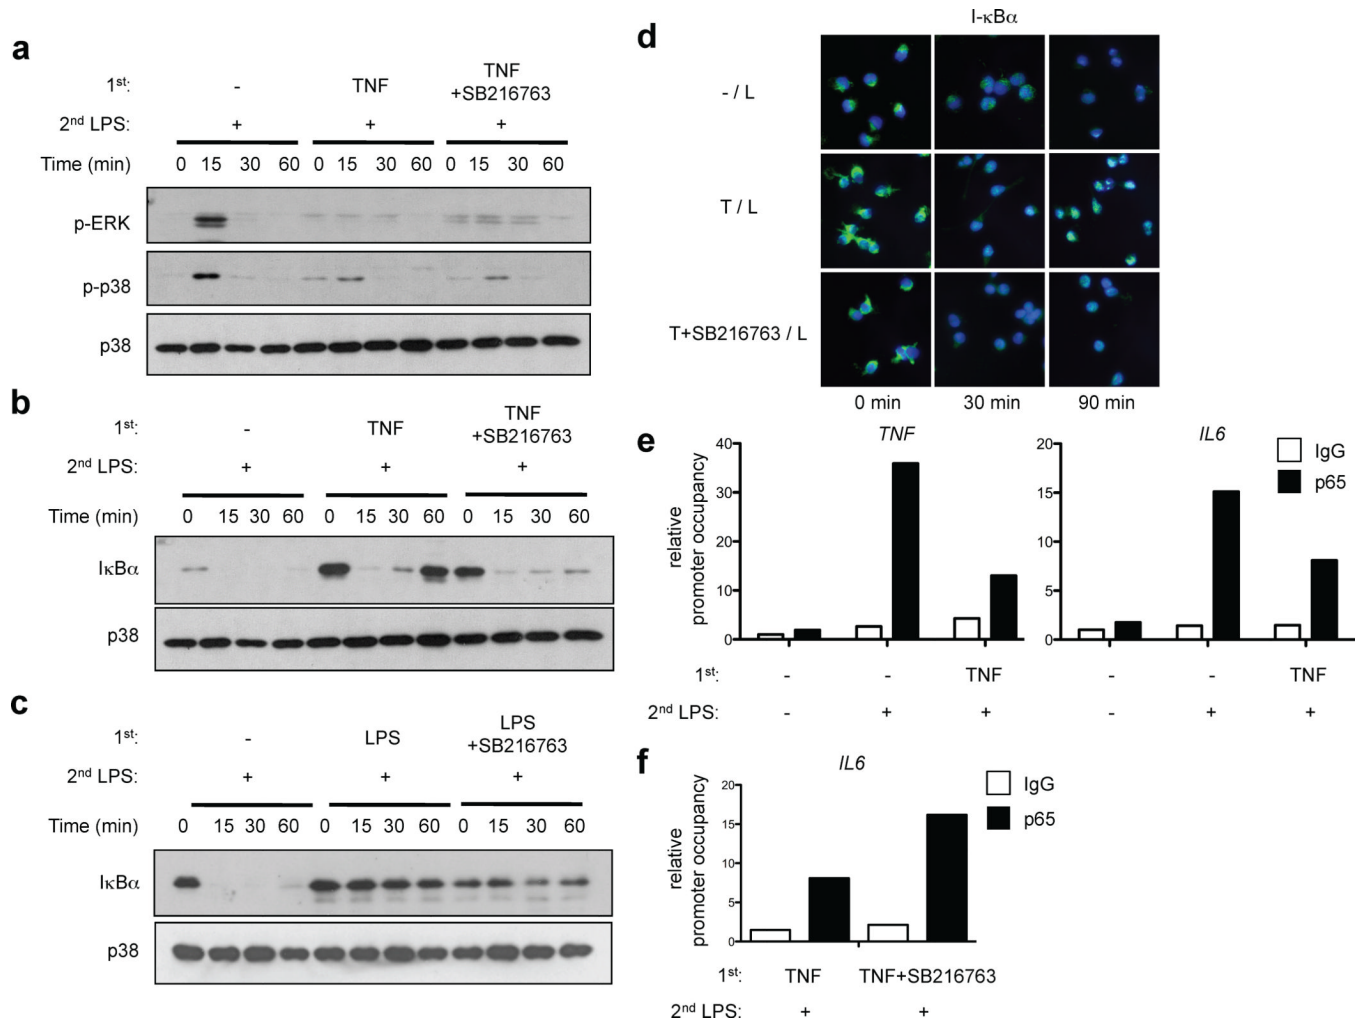 a
1st:
-
TNF
TNF
+SB216763
2nd LPS:
+
+
+
Time (min)
0 15 30 60 0 15 30 60 0 15 30 60
p-ERK
p-p38
p38
b
1st:
-
TNF
TNF
+SB216763
2nd LPS:
+
+
+
Time (min)
0 15 30 60 0 15 30 60 0 15 30 60
IκBα
p38
c
1st:
-
LPS
LPS
+SB216763
2nd LPS:
+
+
+
Time (min)
0 15 30 60 0 15 30 60 0 15 30 60
IκBα
p38
d
I-κBα
- / L
T / L
T+SB216763 / L
0 min
30 min
90 min
e
TNF
relative
promoter occupancy
40
30
20
10
0
IL6
relative
promoter occupancy
20
15
10
5
0
IgG
p65
1st:
- - TNF - - TNF
2nd LPS:
- + + - + +
f
IL6
relative
promoter occupancy
20
15
10
5
0
IgG
p65
1st:
TNF TNF+SB216763
2nd LPS:
+ +